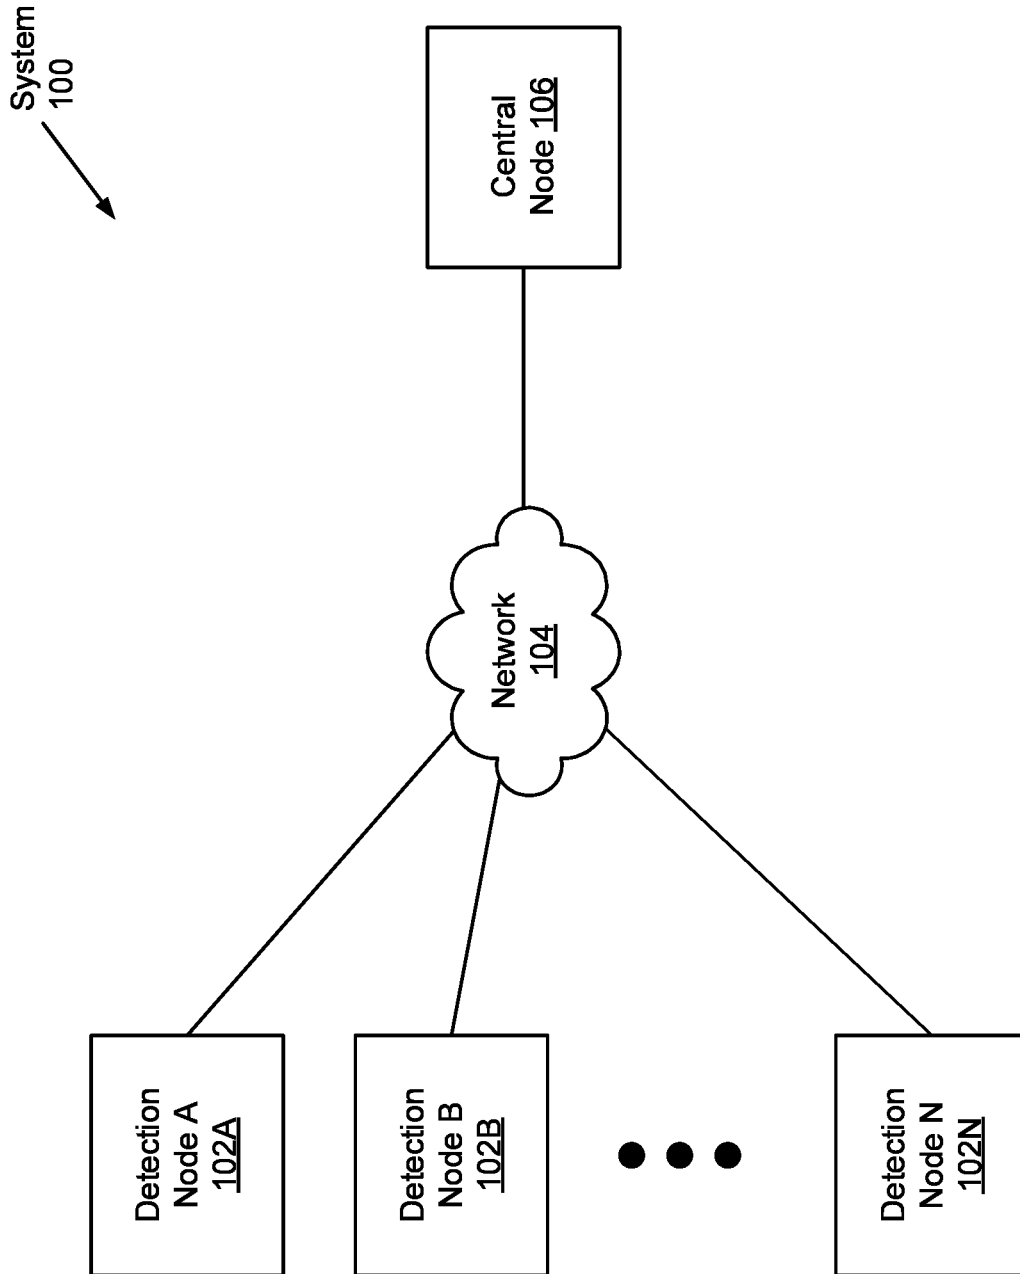 System
100
Central
Node 106
Network
104
Detection
Node A
102A
Detection
Node B
102B
Detection
Node N
102N